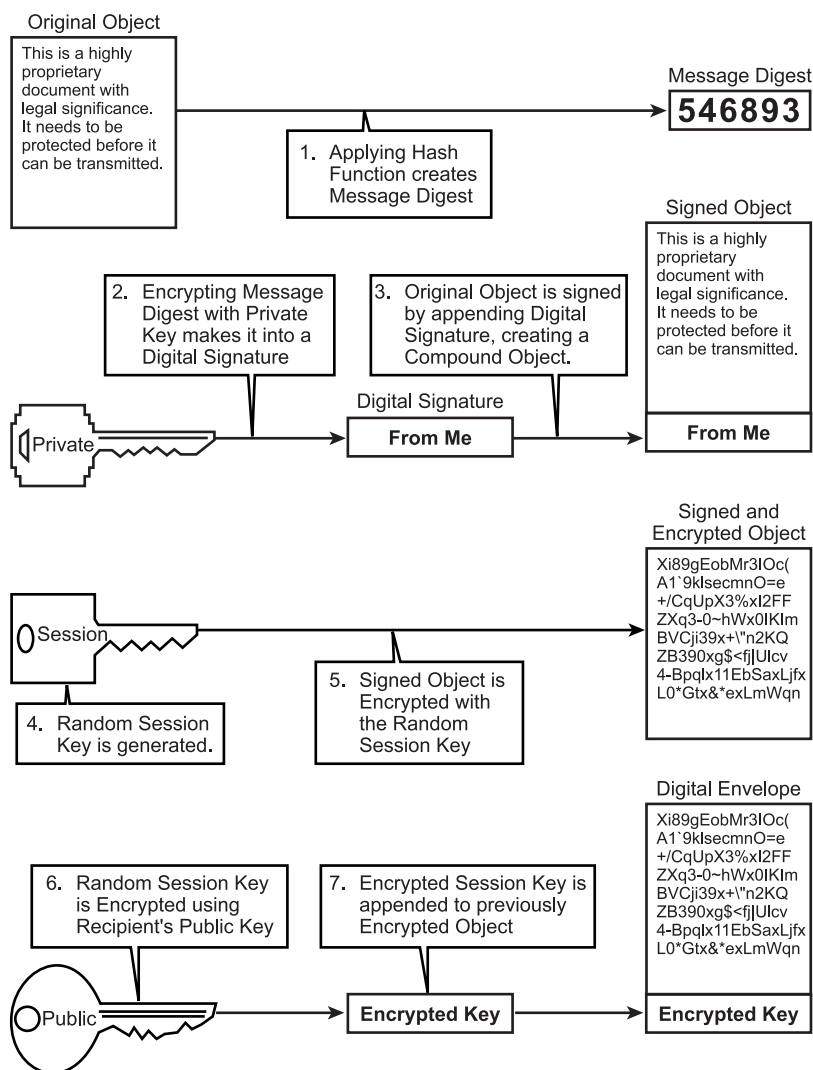 Original Object
This is a highly
proprietary
document with
legal significance.
It needs to be
protected before it
can be transmitted.
Message Digest
546893
1. Applying Hash
Function creates
Message Digest
Signed Object
This is a highly
proprietary
document with
legal significance.
It needs to be
protected before it
can be transmitted.
From Me
2. Encrypting Message
Digest with Private
Key makes it into a
Digital Signature
3. Original Object is signed
by appending Digital
Signature, creating a
Compound Object.
Private
Digital Signature
From Me
Signed and
Encrypted Object
Xi89gEobMr3IOc(
A1`9klsecmnO=e
+/CqUpX3%xI2FF
ZXq3-0~hWx0IKIm
BVCji39x+\"n2KQ
ZB390xg$<fj|UIcv
4-BpqIx11EbSaxLjfx
L0*Gtx&*exLmWqn
Session
4. Random Session
Key is generated.
5. Signed Object is
Encrypted with
the Random
Session Key
Digital Envelope
Xi89gEobMr3IOc(
A1`9klsecmnO=e
+/CqUpX3%xI2FF
ZXq3-0~hWx0IKIm
BVCji39x+\"n2KQ
ZB390xg$<fj|UIcv
4-BpqIx11EbSaxLjfx
L0*Gtx&*exLmWqn
Encrypted Key
6. Random Session Key
is Encrypted using
Recipient's Public Key
7. Encrypted Session Key is
appended to previously
Encrypted Object
Public
Encrypted Key